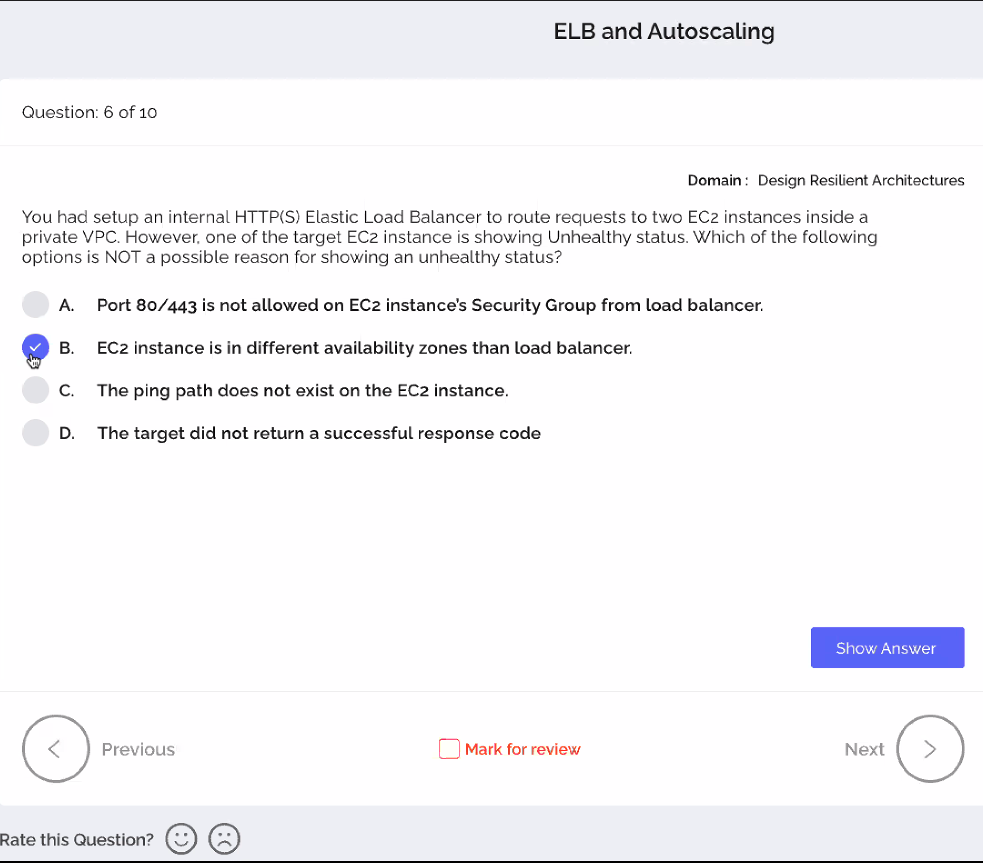 ELB and Autoscaling
Question: 6 of 10
Domain : Design Resilient Architectures
You had setup an internal HTTP(S) Elastic Load Balancer to route requests to two EC2 instances inside a
private VPC. However, one of the target EC2 instance is showing Unhealthy status. Which of the following
options is NOT a possible reason for showing an unhealthy status?
A. Port 80/443 is not allowed on EC2 instance's Security Group from load balancer.
B. EC2 instance is in different availability zones than load balancer.
C. The ping path does not exist on the EC2 instance.
D. The target did not return a successful response code
Show Answer
Previous Mark for review Next
Rate this Question?